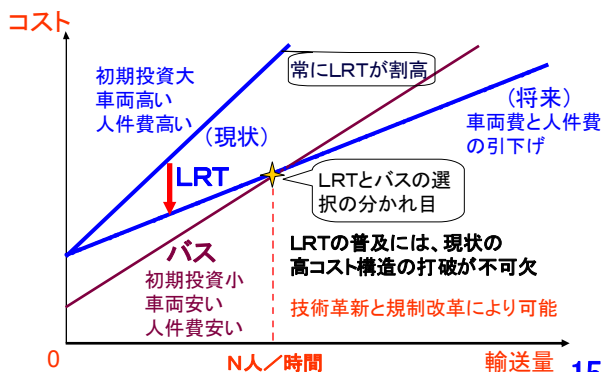 コスト
初期投資大
車両高い
人件費高い
(現状)
常にLRTが割高
(将来)
車両費と人件費
の引下げ
LRT
LRTとバスの選
択の分かれ目
バス
初期投資小
車両安い
人件費安い
LRTの普及には、現状の
高コスト構造の打破が不可欠
技術革新と規制改革により可能
0
N人/時間
輸送量
15